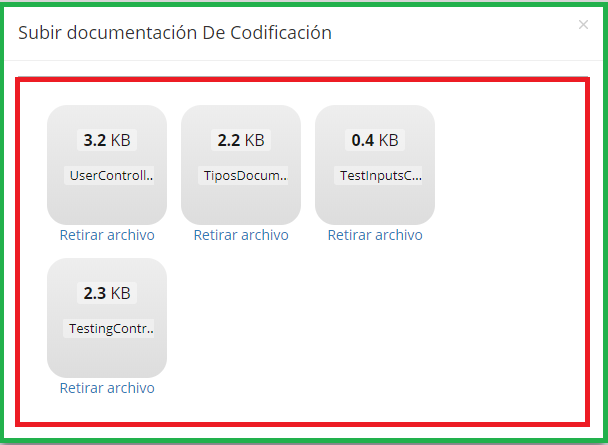 Subir documentación De Codificación
×
3.2 KB
2.2 KB
0.4 KB
UserControll..
TiposDocum..
TestInputsC...
Retirar archivo
Retirar archivo
Retirar archivo
2.3 KB
TestingContr..
Retirar archivo